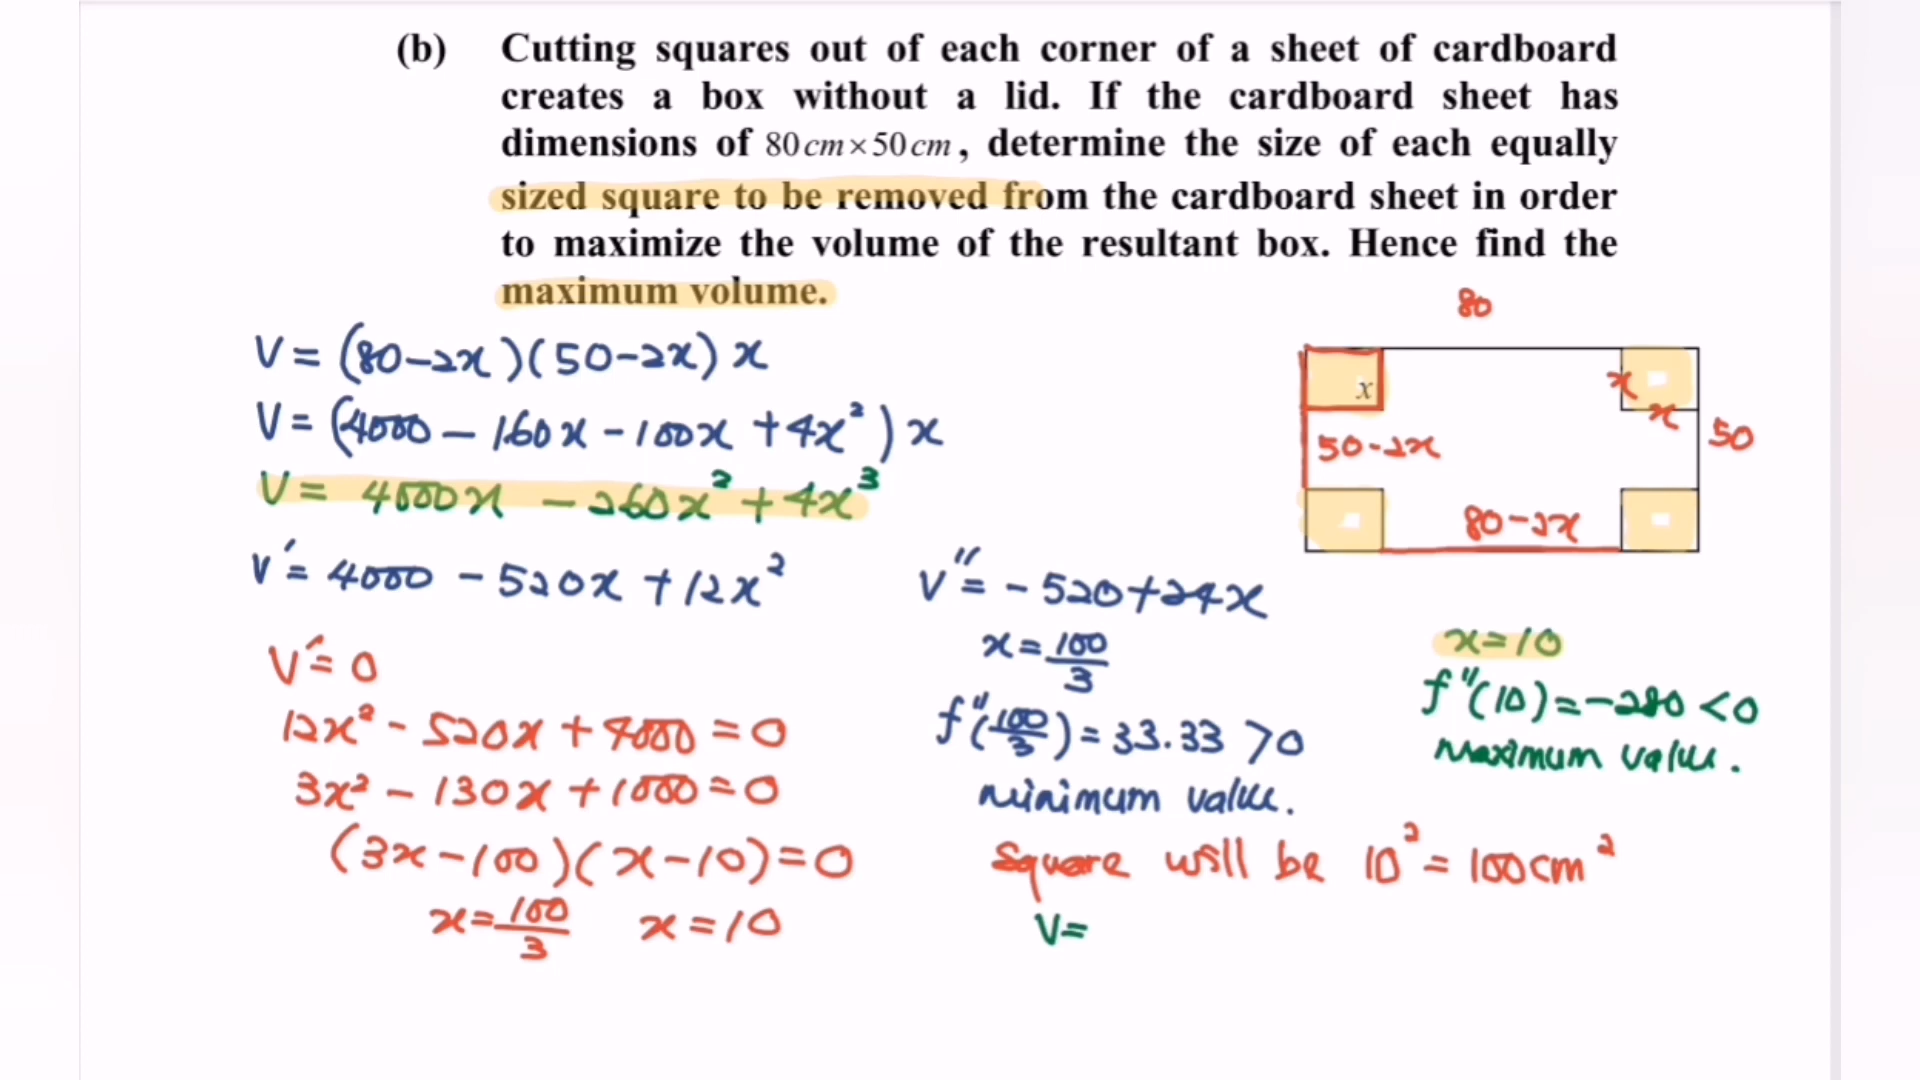 (b) Cutting squares out of each corner of a sheet of cardboard
creates a box without a lid. If the cardboard sheet has
dimensions of 80cm×50cm, determine the size of each equally
sized square to be removed from the cardboard sheet in order
to maximize the volume of the resultant box. Hence find the
maximum volume.
80
V = (80-2x)(50-2x) x
V = (4000 - 160x - 100x + 4x²) x
V = 4000x - 260x² + 4x³
x
x
x
50
50-2x
80-2x
V' = 4000 - 520x + 12x²
V' = 0
12x² - 520x + 4000 = 0
3x² - 130x + 1000 = 0
(3x-100)(x-10) = 0
x = 100/3 x = 10
V'' = -520+24x
x = 100/3
f''(100/3) = 33.33 >0
minimum value.
x=10
f''(10) = -280 <0
Maximum value.
Square will be 10² = 100cm²
V=